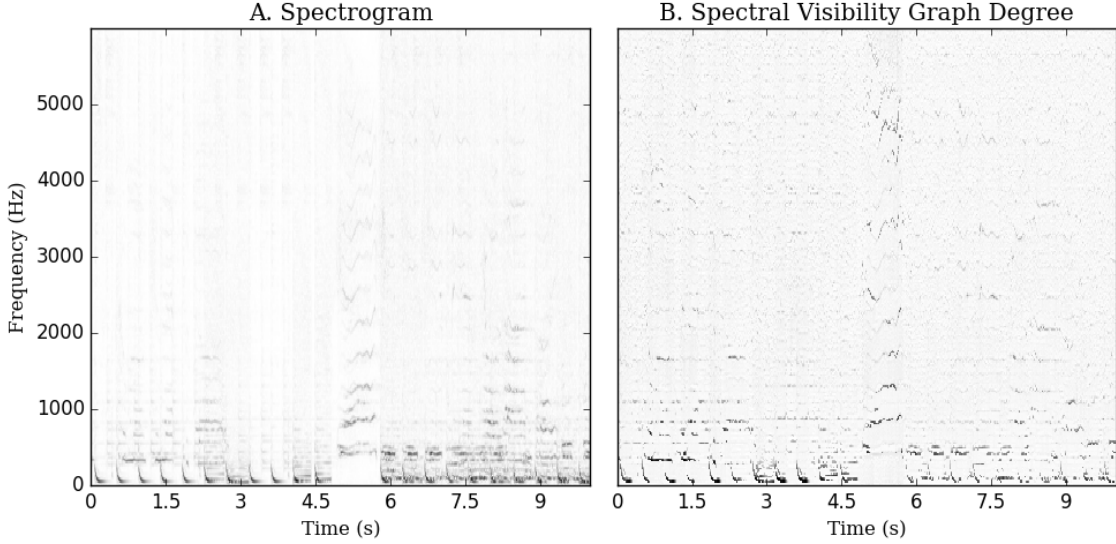 A. Spectrogram
B. Spectral Visibility Graph Degree
Frequency (Hz)
5000
4000
3000
2000
1000
0
0 1.5 3 4.5 6 7.5 9
0 1.5 3 4.5 6 7.5 9
Time (s)
Time (s)